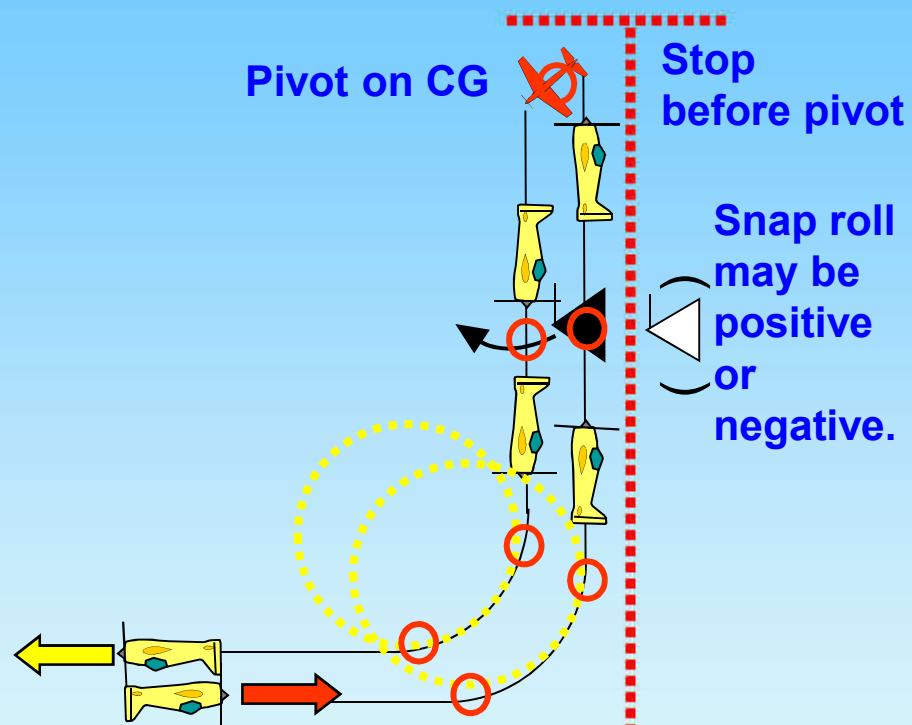 Pivot on CG
Stop
before pivot
Snap roll
may be
positive
or
negative.